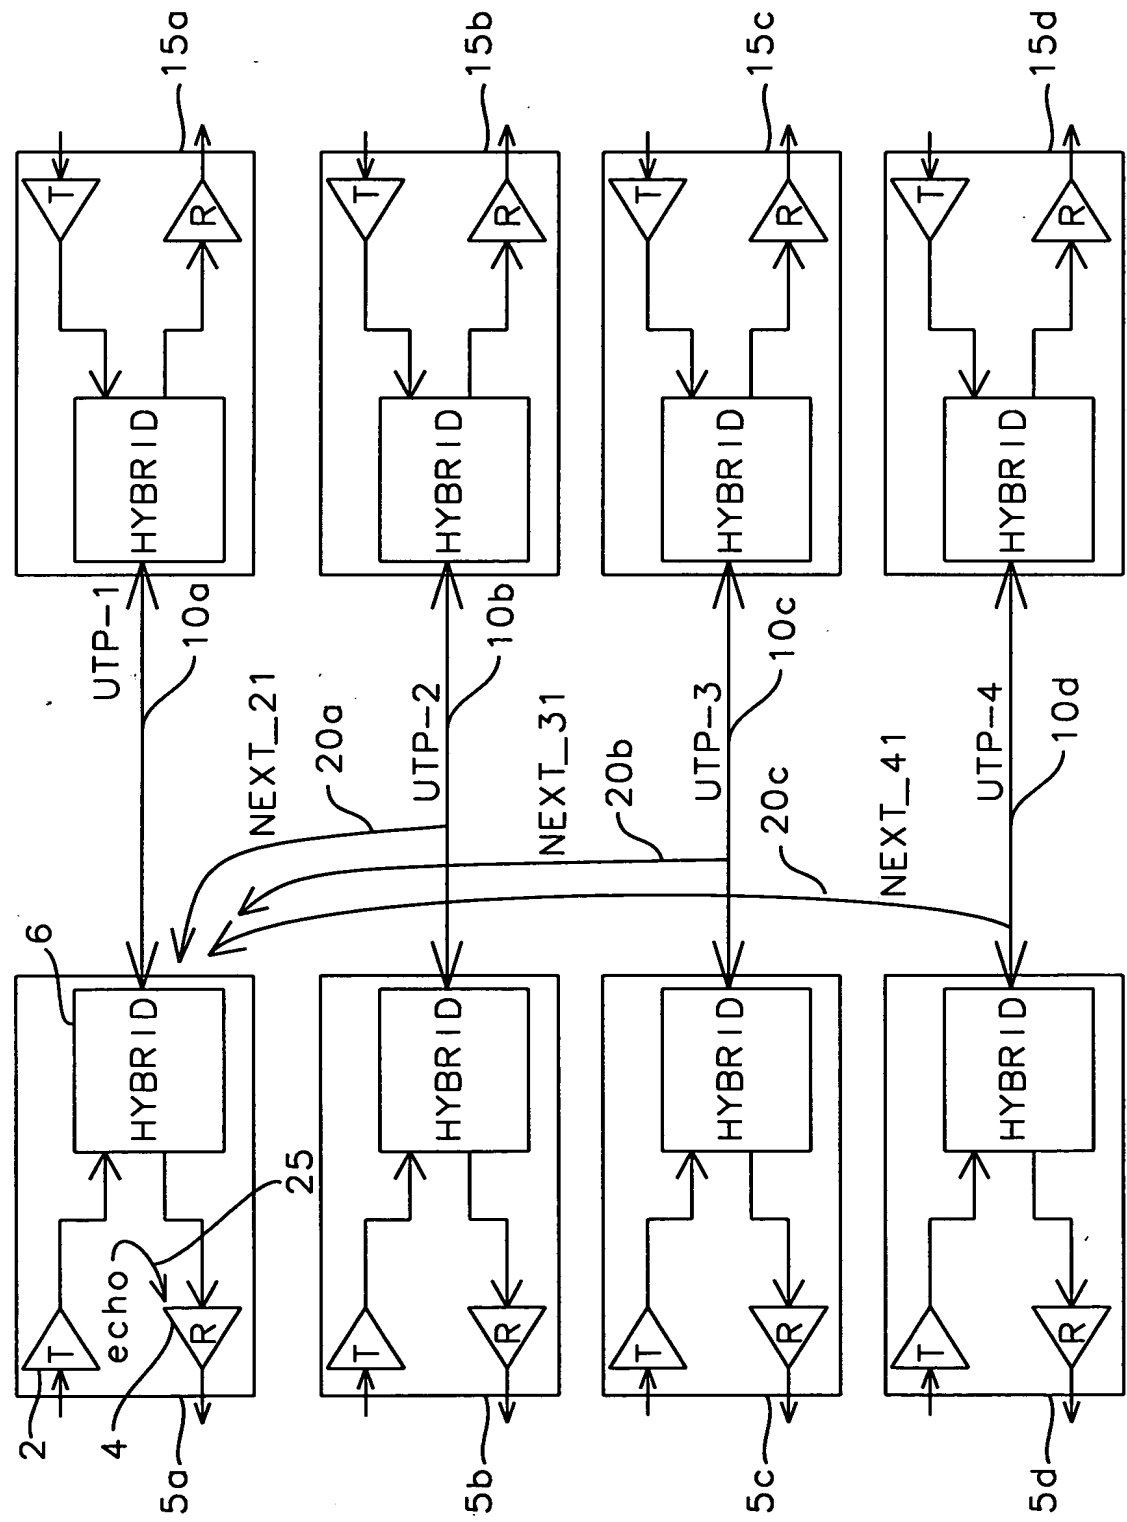 2
T
echo
4
R
5a
25
6
HYBRID
UTP-1
10a
HYBRID
T
R
15a
NEXT_21
20a
T
R
5b
HYBRID
UTP-2
10b
HYBRID
T
R
15b
NEXT_31
20b
T
R
5c
HYBRID
UTP-3
10c
HYBRID
T
R
15c
20c
NEXT_41
T
R
5d
HYBRID
UTP-4
10d
HYBRID
T
R
15d